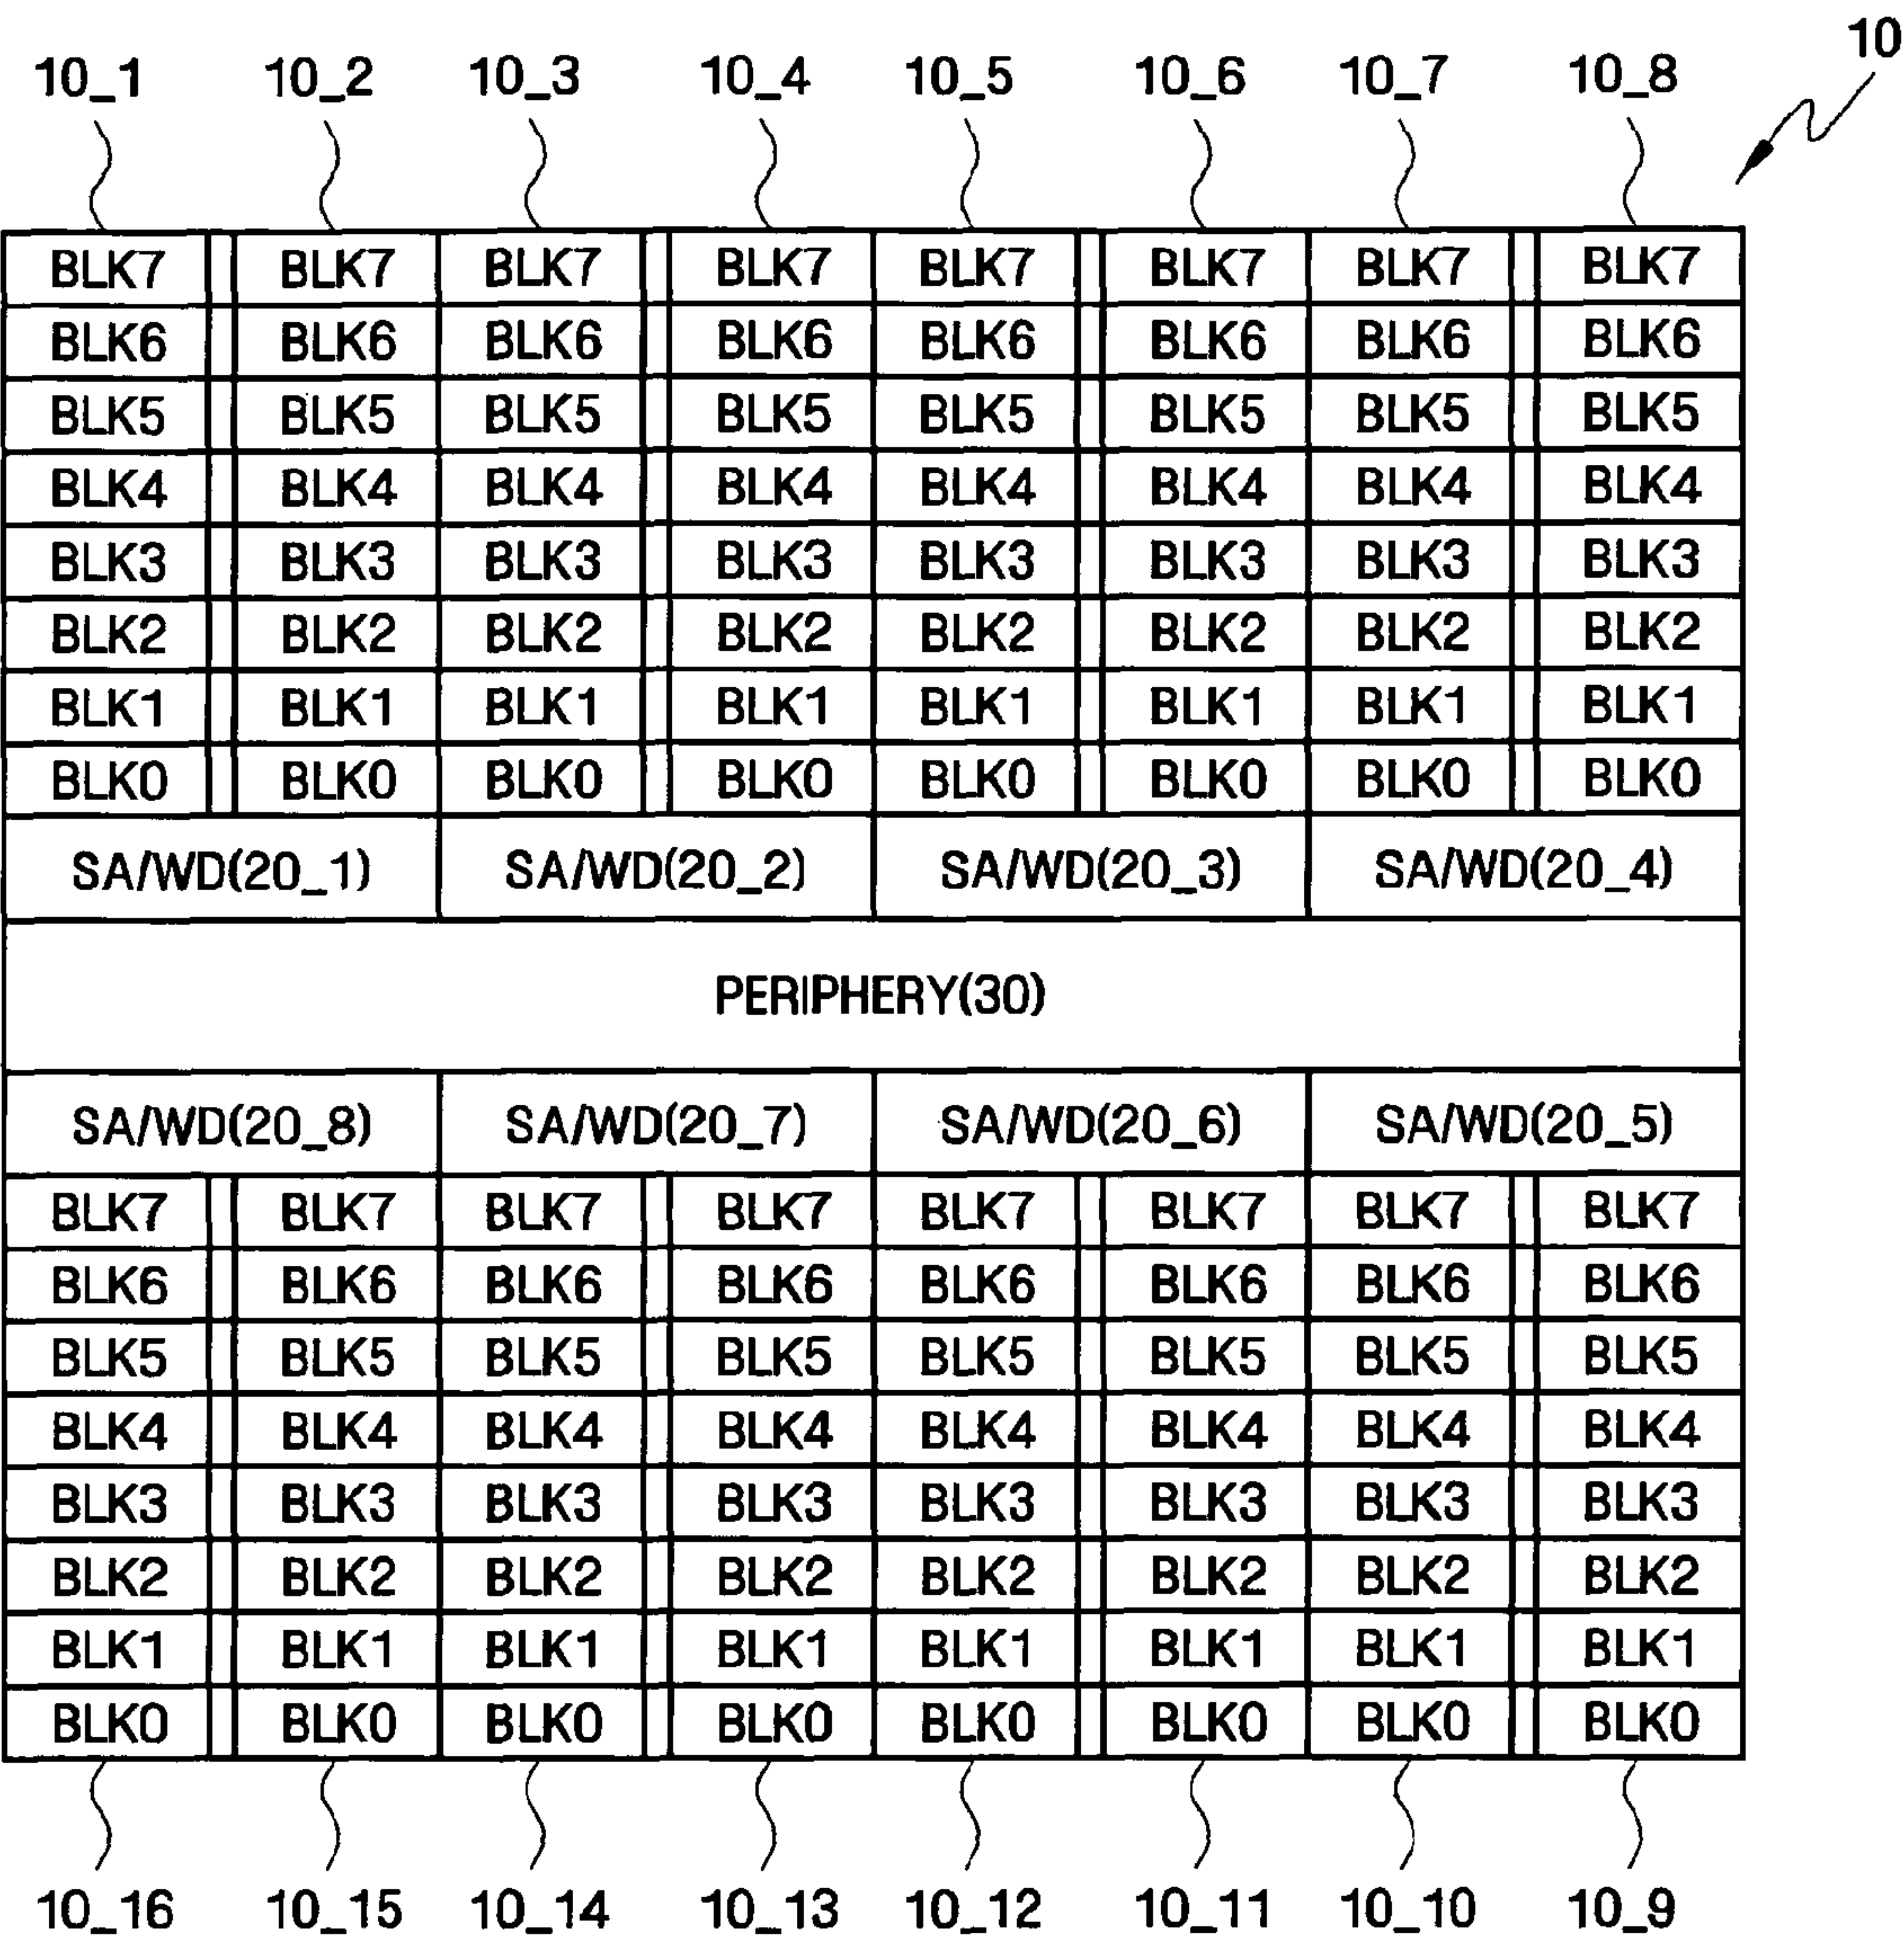 10
10_1 10_2 10_3 10_4 10_5 10_6 10_7 10_8
BLK7 BLK7 BLK7 BLK7 BLK7 BLK7 BLK7 BLK7
BLK6 BLK6 BLK6 BLK6 BLK6 BLK6 BLK6 BLK6
BLK5 BLK5 BLK5 BLK5 BLK5 BLK5 BLK5 BLK5
BLK4 BLK4 BLK4 BLK4 BLK4 BLK4 BLK4 BLK4
BLK3 BLK3 BLK3 BLK3 BLK3 BLK3 BLK3 BLK3
BLK2 BLK2 BLK2 BLK2 BLK2 BLK2 BLK2 BLK2
BLK1 BLK1 BLK1 BLK1 BLK1 BLK1 BLK1 BLK1
BLK0 BLK0 BLK0 BLK0 BLK0 BLK0 BLK0 BLK0
SA/WD(20_1) SA/WD(20_2) SA/WD(20_3) SA/WD(20_4)
PERIPHERY(30)
SA/WD(20_8) SA/WD(20_7) SA/WD(20_6) SA/WD(20_5)
BLK7 BLK7 BLK7 BLK7 BLK7 BLK7 BLK7 BLK7
BLK6 BLK6 BLK6 BLK6 BLK6 BLK6 BLK6 BLK6
BLK5 BLK5 BLK5 BLK5 BLK5 BLK5 BLK5 BLK5
BLK4 BLK4 BLK4 BLK4 BLK4 BLK4 BLK4 BLK4
BLK3 BLK3 BLK3 BLK3 BLK3 BLK3 BLK3 BLK3
BLK2 BLK2 BLK2 BLK2 BLK2 BLK2 BLK2 BLK2
BLK1 BLK1 BLK1 BLK1 BLK1 BLK1 BLK1 BLK1
BLK0 BLK0 BLK0 BLK0 BLK0 BLK0 BLK0 BLK0
10_16 10_15 10_14 10_13 10_12 10_11 10_10 10_9